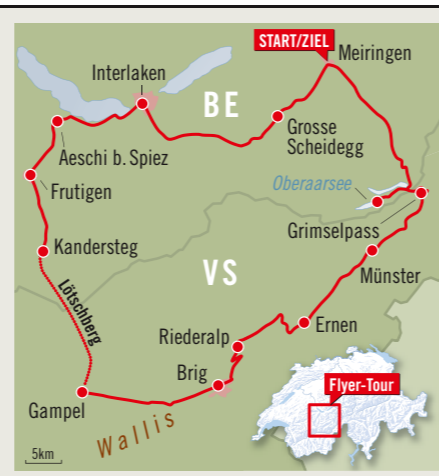 START/ZIEL
Meiringen
Interlaken
BE
Grosse
Scheidegg
Aeschi b. Spiez
Oberaarsee
Frutigen
Grimselpass
Kandersteg
Münster
VS
Lötschberg
Ernen
Riederalp
Brig
Flyer-Tour
Gampel
Wallis
5km